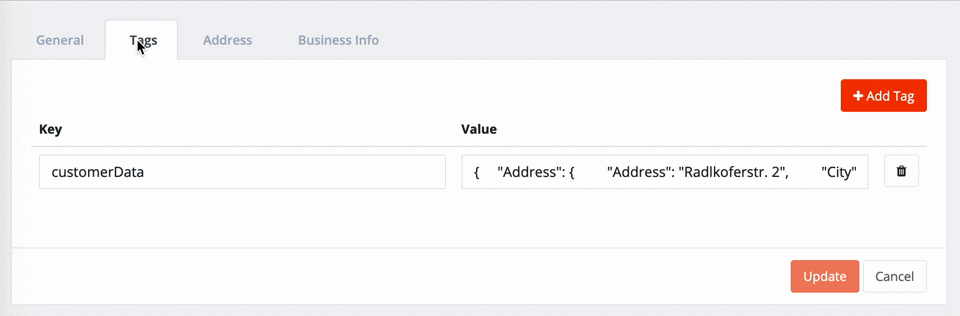 General Tags Address Business Info
+ Add Tag
Key Value
customerData { "Address": { "Address": "Radlkoferstr. 2", "City"
Update Cancel